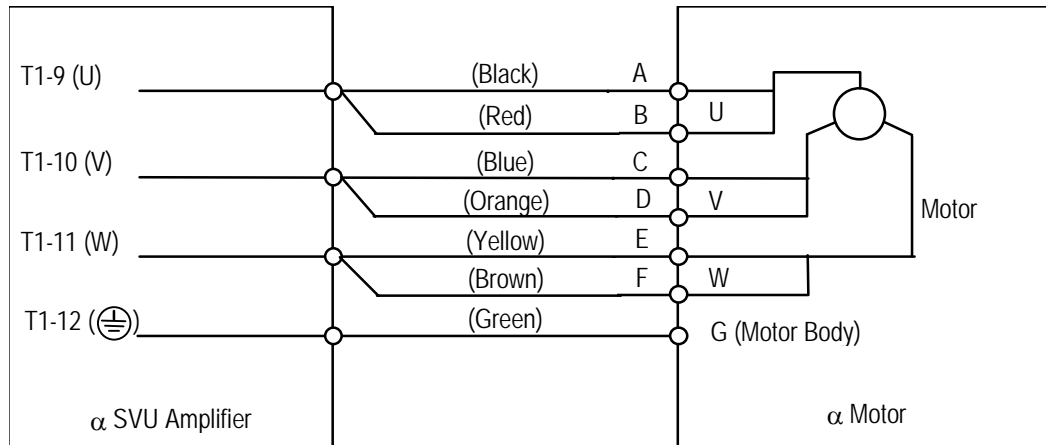 T1-9 (U) (Black) A
(Red) B U
T1-10 (V) (Blue) C
(Orange) D V
Motor
T1-11 (W) (Yellow) E
(Brown) F W
T1-12 (⏚) (Green) G (Motor Body)
α SVU Amplifier α Motor